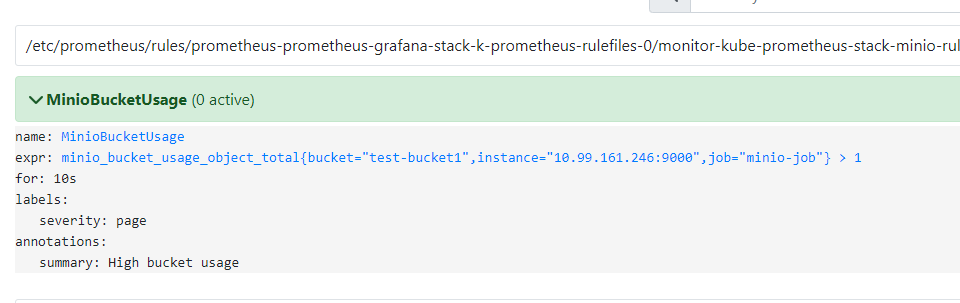 /etc/prometheus/rules/prometheus-prometheus-grafana-stack-k-prometheus-rulefiles-0/monitor-kube-prometheus-stack-minio-rul
MinioBucketUsage (0 active)
name: MinioBucketUsage
expr: minio_bucket_usage_object_total{bucket="test-bucket1",instance="10.99.161.246:9000",job="minio-job"} > 1
for: 10s
labels:
severity: page
annotations:
summary: High bucket usage